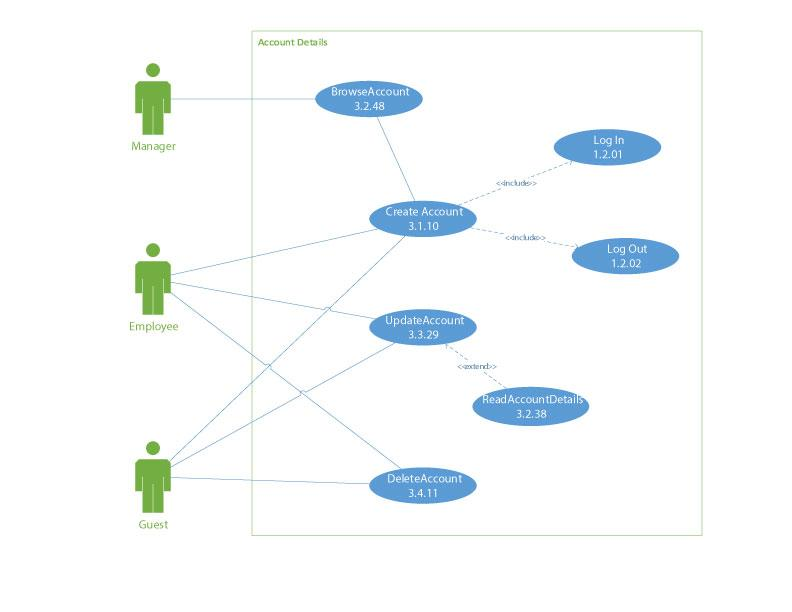 Account Details
BrowseAccount
3.2.48
Manager
Log In
1.2.01
<<include>>
Create Account
3.1.10
<<include>>
Log Out
1.2.02
Employee
UpdateAccount
3.3.29
<<extend>>
ReadAccountDetails
3.2.38
DeleteAccount
3.4.11
Guest